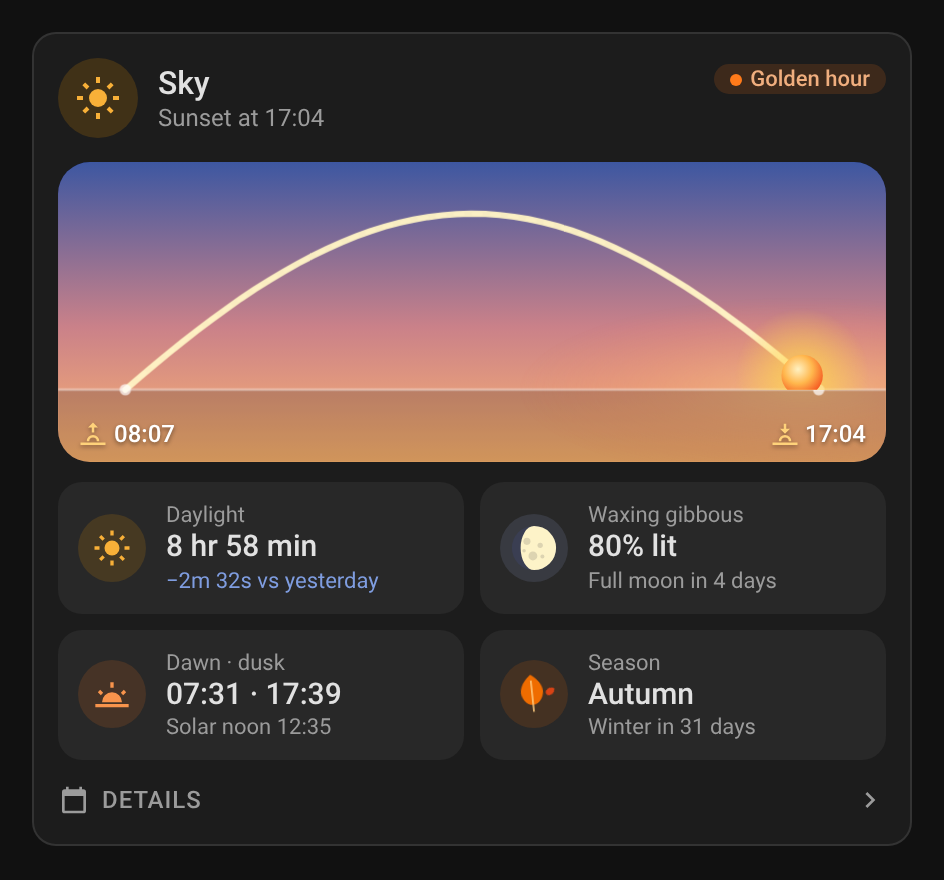 Sky
Sunset at 17:04
Golden hour
08:07
17:04
Daylight
8 hr 58 min
−2m 32s vs yesterday
Waxing gibbous
80% lit
Full moon in 4 days
Dawn · dusk
07:31 · 17:39
Solar noon 12:35
Season
Autumn
Winter in 31 days
DETAILS